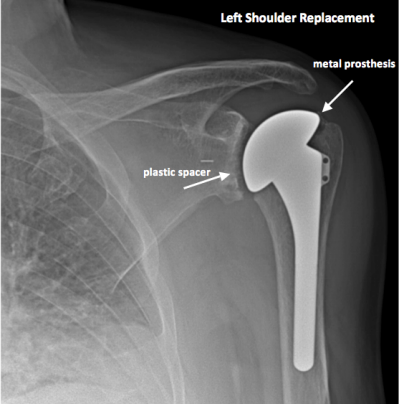 Left Shoulder Replacement
metal prosthesis
plastic spacer